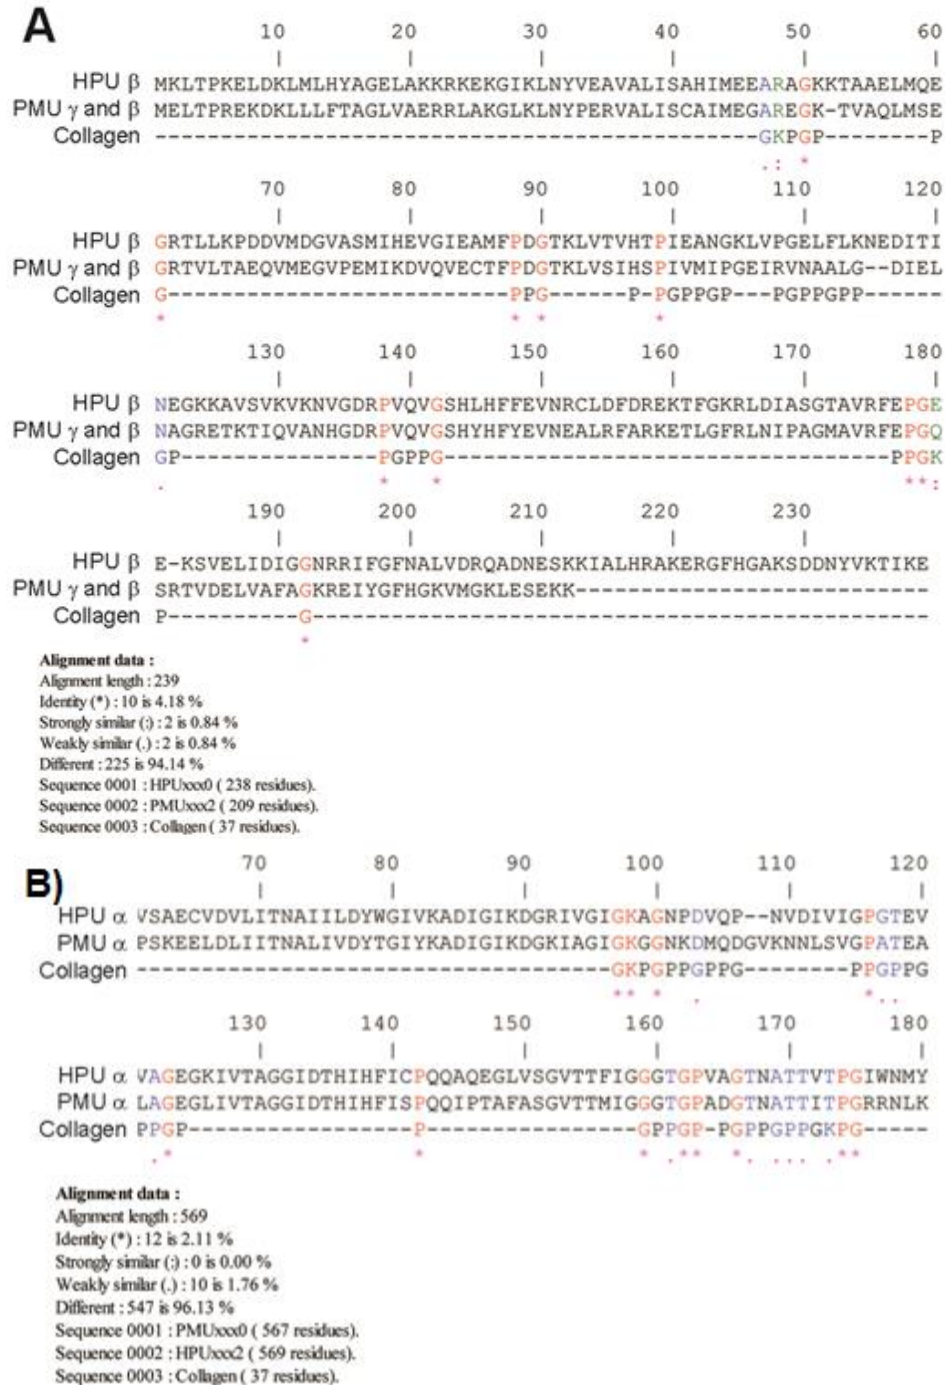 A
10 20 30 40 50 60
HPU β MKLTPKELDKLMLHYAGELAKKRKEKGIKLNYVEAVALISAHIMEEARAGKKTAAELMQE
PMU γ and β MELTPREKDKLLLFTAGLVAERRLAKGLKLNYPERVALISCAIMEGAREGK-TVAQLMSE
Collagen ----------------------------------------------GKPGP--------P
.: *
70 80 90 100 110 120
HPU β GRTLLKPDDVMDGVASMIHEVGIEAMFPDGTKLVTVHTPIEANGKLVPGELFLKNEDITI
PMU γ and β GRTVLTAEQVMEGVPEMIKDVQVECTFPDGTKLVSIHSPIVMIPGEIRVNAALG--DIEL
Collagen G--------------------------PPG------P-PGPPGP---PGPPGPP------
* * * *
130 140 150 160 170 180
HPU β NEGKKAVSVKVKNVGDRPVQVGSHLHFFEVNRCLDFDREKTFGKRLDIASGTAVRFEPGE
PMU γ and β NAGRETKTIQVANHGDRPVQVGSHYHFYEVNEALRFARKETLGFRLNIPAGMAVRFEPGQ
Collagen GP---------------PGPPG----------------------------------PPGK
. * * **:
190 200 210 220 230
HPU β E-KSVELIDIGGNRRIFGFNALVDRQADNESKKIALHRAKERGFHGAKSDDNYVKTIKE
PMU γ and β SRTVDELVAFAGKREIYGFHGKVMGKLESEKK---------------------------
Collagen P----------G-----------------------------------------------
*
Alignment data :
Alignment length : 239
Identity (*) : 10 is 4.18 %
Strongly similar (:) : 2 is 0.84 %
Weakly similar (.) : 2 is 0.84 %
Different : 225 is 94.14 %
Sequence 0001 : HPUxxx0 ( 238 residues).
Sequence 0002 : PMUxxx2 ( 209 residues).
Sequence 0003 : Collagen ( 37 residues).
B)
70 80 90 100 110 120
HPU α VSAECVDVLITNAIILDYWGIVKADIGIKDGRIVGIGKAGNPDVQP--NVDIVIGPGTEV
PMU α PSKEELDLIITNALIVDYTGIYKADIGIKDGKIAGIGKGGNKDMQDGVKNNLSVGPATEA
Collagen ------------------------------------GKPGPPGPPG--------PPGPPG
** * . *..
130 140 150 160 170 180
HPU α VAGEGKIVTAGGIDTHIHFICPQQAQEGLVSGVTTFIGGGTGPVAGTNATTVTPGIWNMY
PMU α LAGEGLIVTAGGIDTHIHFISPQQIPTAFASGVTTMIGGGTGPADGTNATTITPGRRNLK
Collagen PPGP-----------------P----------------GPPGP-PGPPGPPGKPG-----
.* * * .** *. ... .**
Alignment data :
Alignment length : 569
Identity (*) : 12 is 2.11 %
Strongly similar (:) : 0 is 0.00 %
Weakly similar (.) : 10 is 1.76 %
Different : 547 is 96.13 %
Sequence 0001 : PMUxxx0 ( 567 residues).
Sequence 0002 : HPUxxx2 ( 569 residues).
Sequence 0003 : Collagen ( 37 residues).